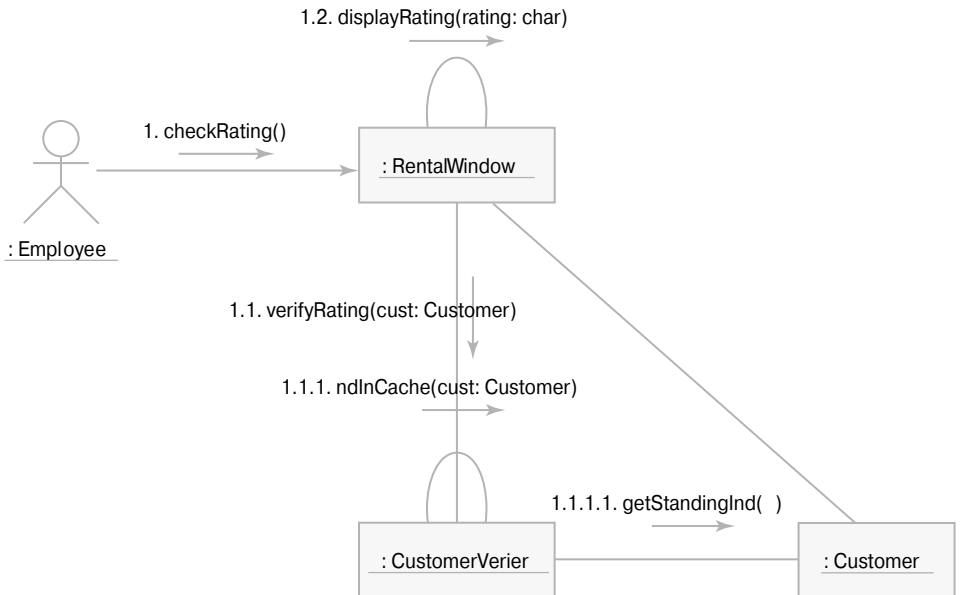 1.2. displayRating(rating: char)
1. checkRating()
: RentalWindow
: Employee
1.1. verifyRating(cust: Customer)
1.1.1. ndInCache(cust: Customer)
1.1.1.1. getStandingInd( )
: CustomerVerier
: Customer